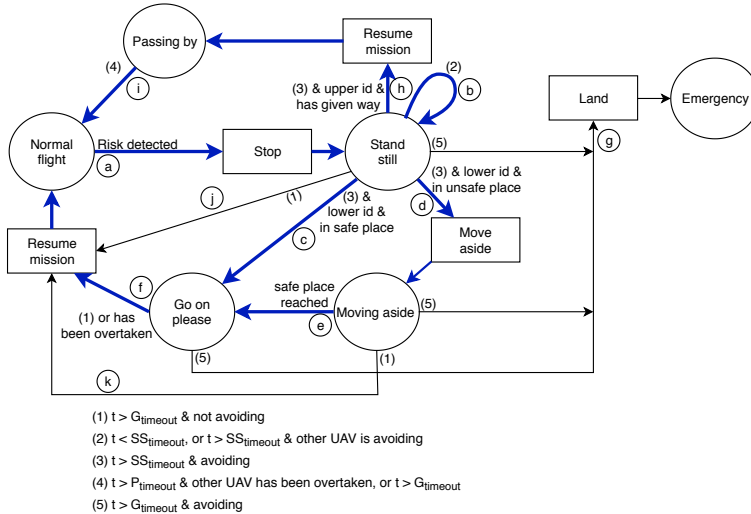 Passing by
Resume
mission
(4)
i
(3) & upper id &
has given way
h
(2)
b
Land
Emergency
Normal
flight
Risk detected
a
Stop
Stand
still
(5)
g
j
(1)
(3) &
lower id &
in safe place
c
(3) & lower id &
in unsafe place
d
Move
aside
Resume
mission
f
(1) or has
been overtaken
Go on
please
(5)
safe place
reached
e
Moving aside
(5)
(1)
k
(1) t > Gtimeout & not avoiding
(2) t < SStimeout, or t > SStimeout & other UAV is avoiding
(3) t > SStimeout & avoiding
(4) t > Ptimeout & other UAV has been overtaken, or t > Gtimeout
(5) t > Gtimeout & avoiding